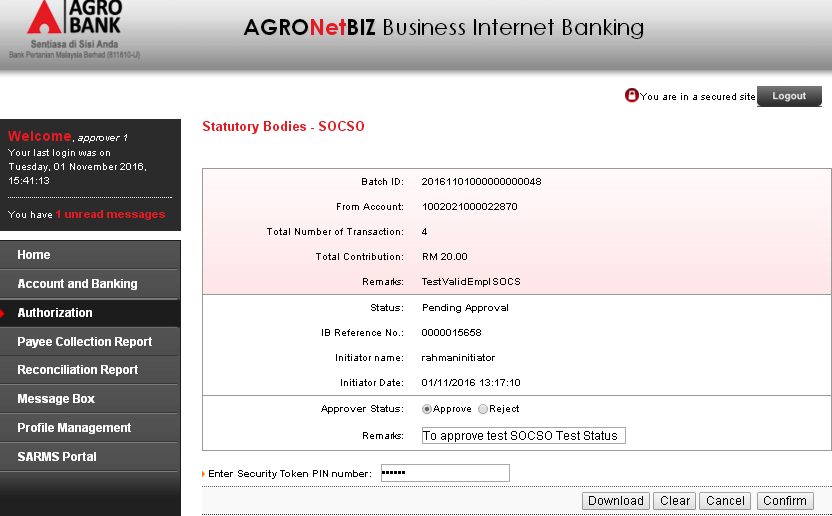 AGRO
BANK
Sentiasa di Sisi Anda
Bank Pertanian Malaysia Berhad (811810-U)
AGRONetBIZ Business Internet Banking
You are in a secured site
Logout
Welcome, approver 1
Your last login was on
Tuesday, 01 November 2016,
15:41:13
You have 1 unread messages
Home
Account and Banking
Authorization
Payee Collection Report
Reconciliation Report
Message Box
Profile Management
SARMS Portal
Statutory Bodies - SOCSO
Batch ID: 20161101000000000048
From Account: 1002021000022870
Total Number of Transaction: 4
Total Contribution: RM 20.00
Remarks: TestValidEmplSOCS
Status: Pending Approval
IB Reference No.: 0000015658
Initiator name: rahmaninitiator
Initiator Date: 01/11/2016 13:17:10
Approver Status: Approve Reject
Remarks: To approve test SOCSO Test Status
Enter Security Token PIN number: ••••••
Download Clear Cancel Confirm